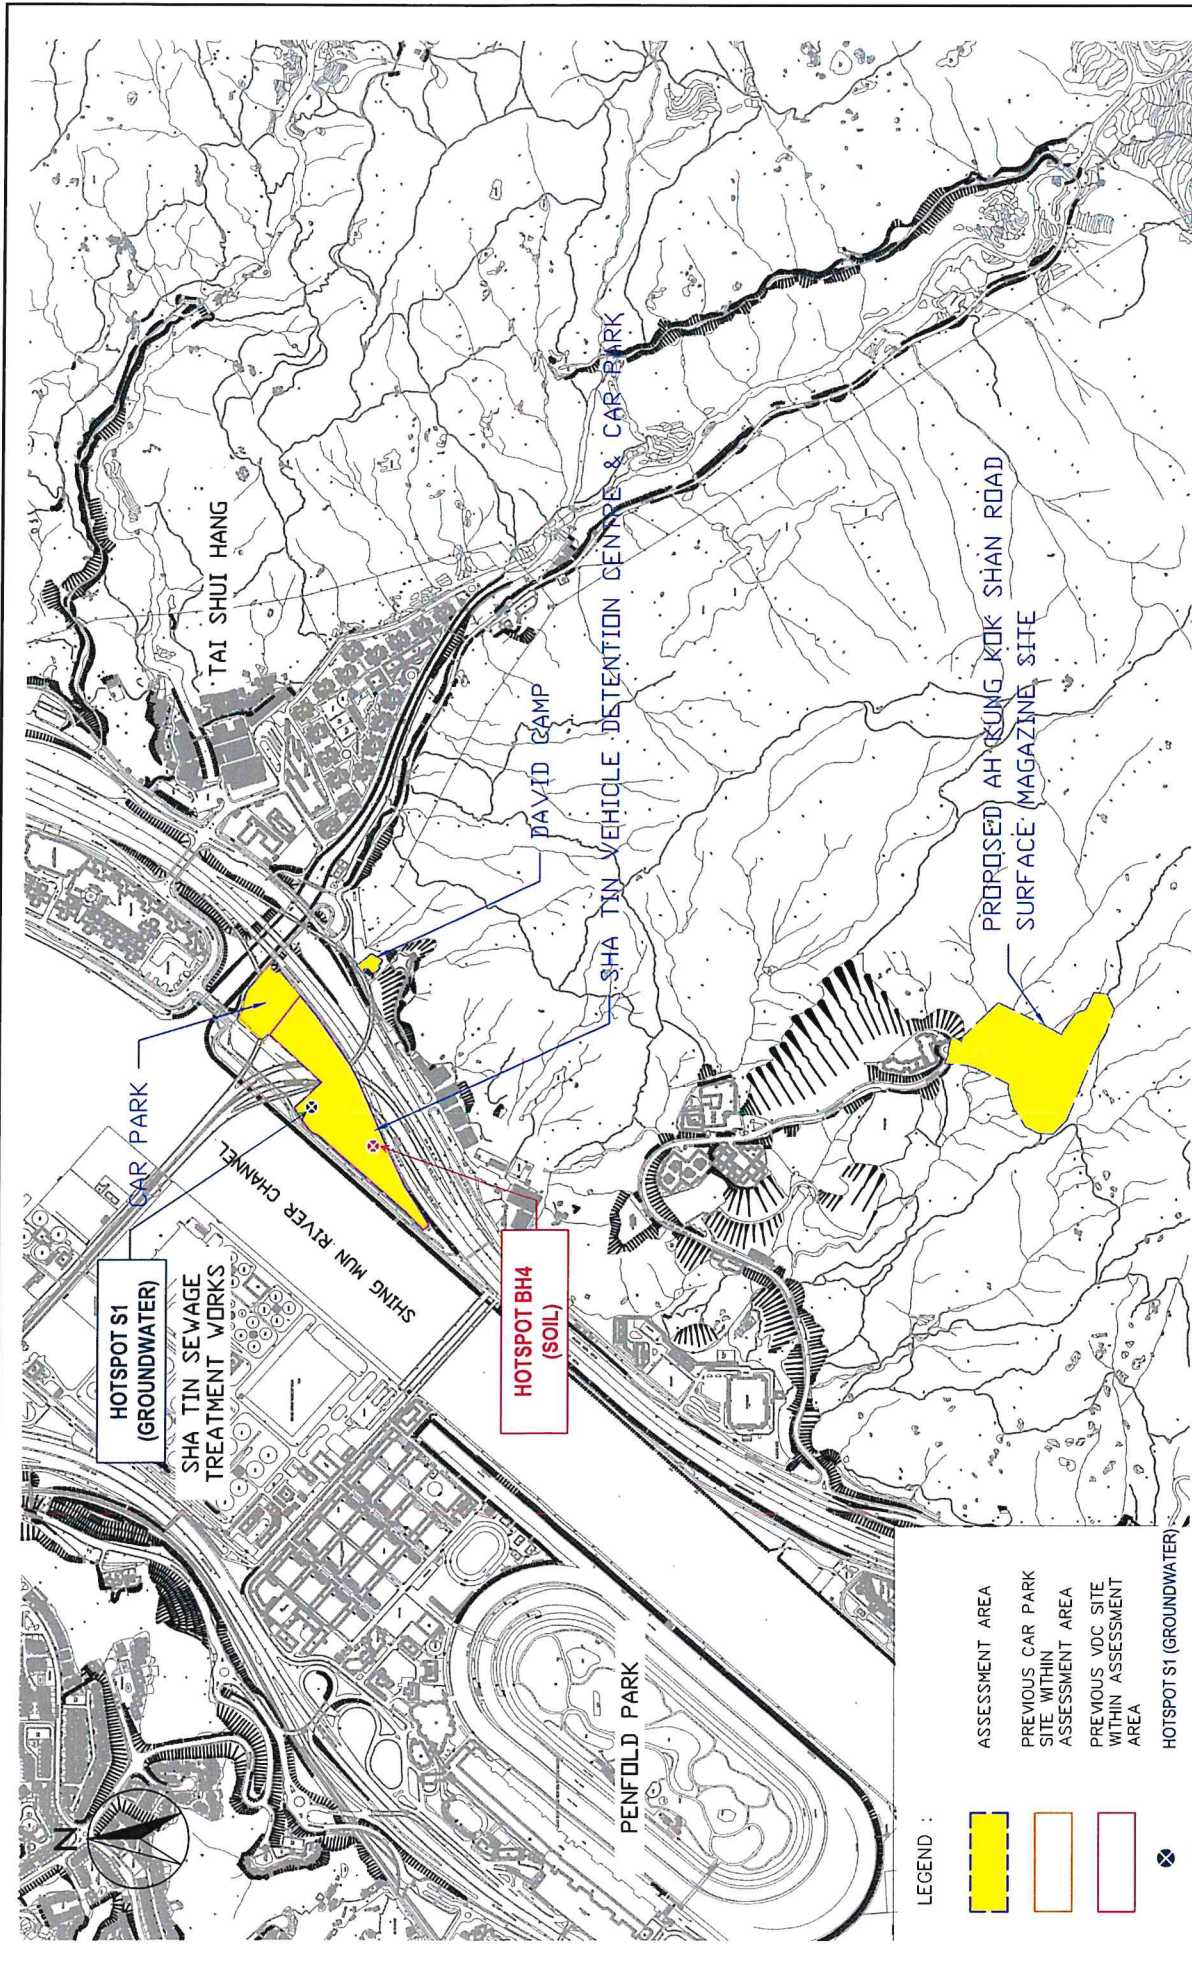 TAI SHUI HANG
CAR PARK
DAVID CAMP
SHA TIN VEHICLE DETENTION CENTRE & CAR PARK
PROPOSED AH KUNG KOK SHAN ROAD
SURFACE MAGAZINE SITE
HOTSPOT S1
(GROUNDWATER)
SHA TIN SEWAGE
TREATMENT WORKS
SHING MUN RIVER CHANNEL
HOTSPOT BH4
(SOIL)
PENFOLD PARK
N
LEGEND :
ASSESSMENT AREA
PREVIOUS CAR PARK
SITE WITHIN
ASSESSMENT AREA
PREVIOUS VDC SITE
WITHIN ASSESSMENT
AREA
HOTSPOT S1 (GROUNDWATER)